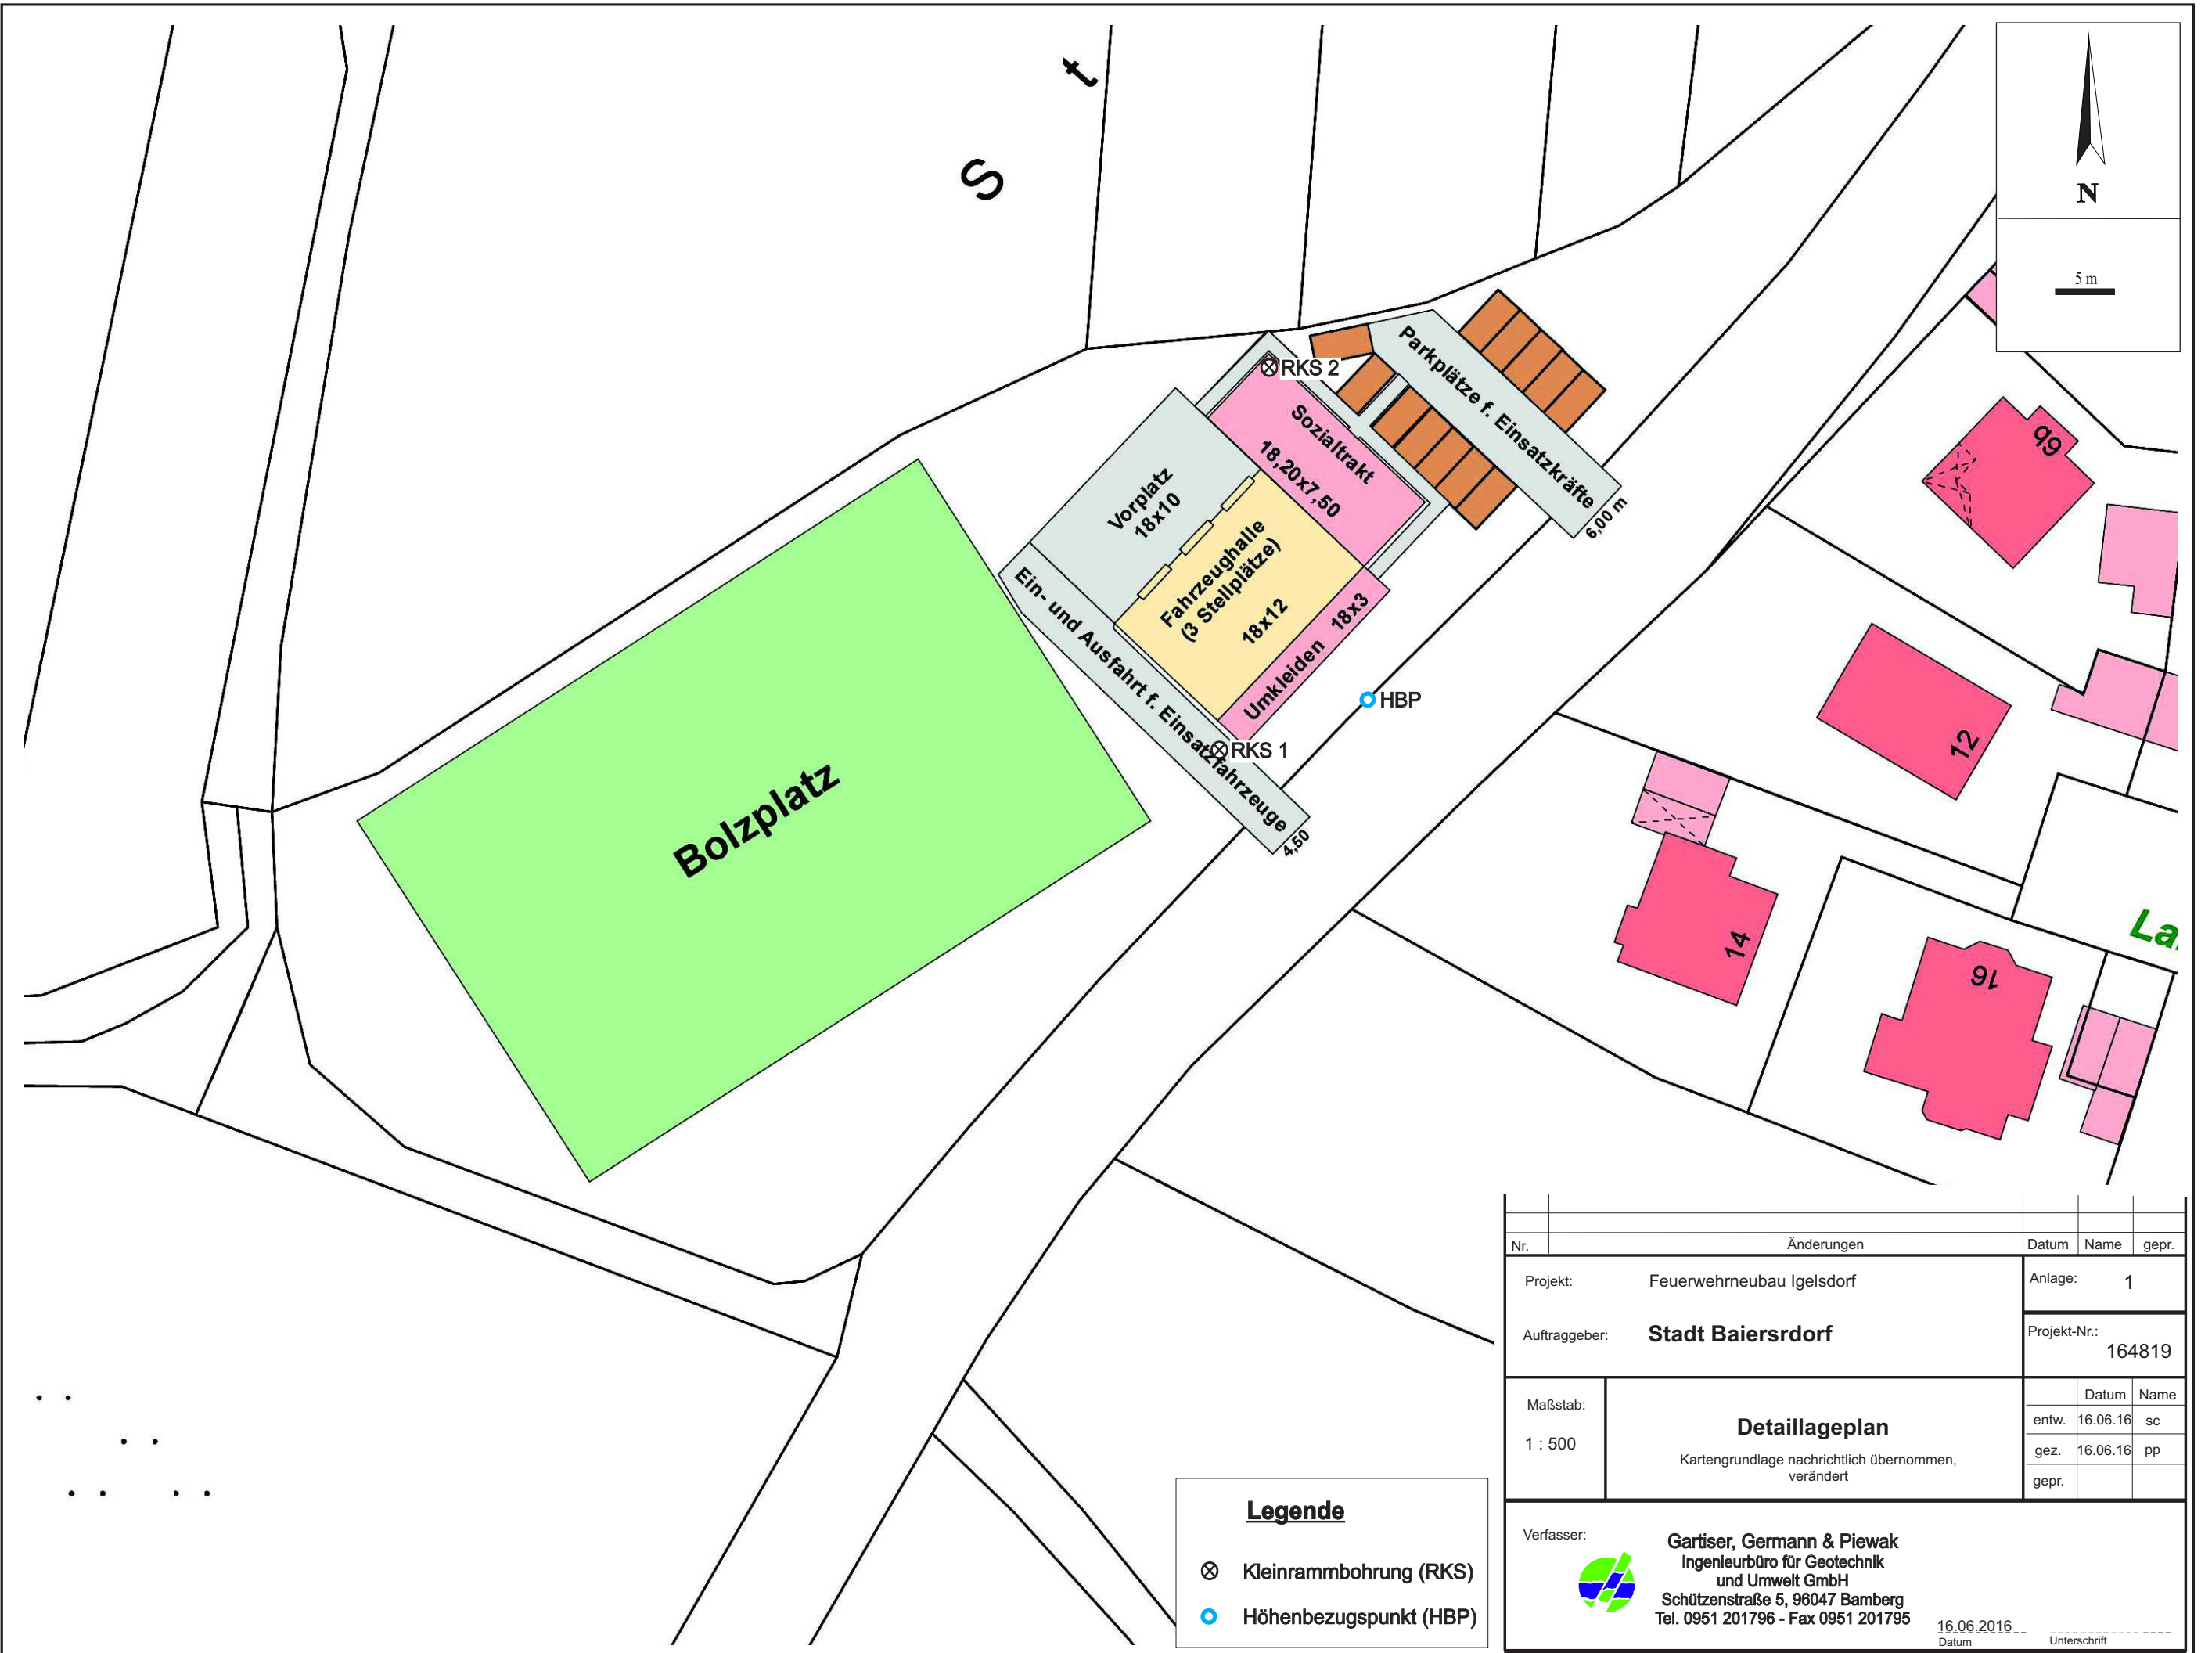 S t
N
5 m
RKS 2
Parkplätze f. Einsatzkräfte
6,00 m
Sozialtrakt
18,20x7,50
Vorplatz
18x10
Fahrzeughalle
(3 Stellplätze)
18x12
Umkleiden 18x3
Ein- und Ausfahrt f. Einsatzfahrzeuge
4,50
HBP
RKS 1
Bolzplatz
6b
12
14
16
La
Nr. Änderungen Datum Name gepr.
Projekt: Feuerwehrneubau Igelsdorf
Anlage: 1
Auftraggeber: Stadt Baiersrdorf
Projekt-Nr.:
164819
Maßstab:
1 : 500
Detaillageplan
Kartengrundlage nachrichtlich übernommen,
verändert
Datum Name
entw. 16.06.16 sc
gez. 16.06.16 pp
gepr.
Legende
Kleinrammbohrung (RKS)
Höhenbezugspunkt (HBP)
Verfasser:
Gartiser, Germann & Piewak
Ingenieurbüro für Geotechnik
und Umwelt GmbH
Schützenstraße 5, 96047 Bamberg
Tel. 0951 201796 - Fax 0951 201795
16.06.2016
Datum Unterschrift